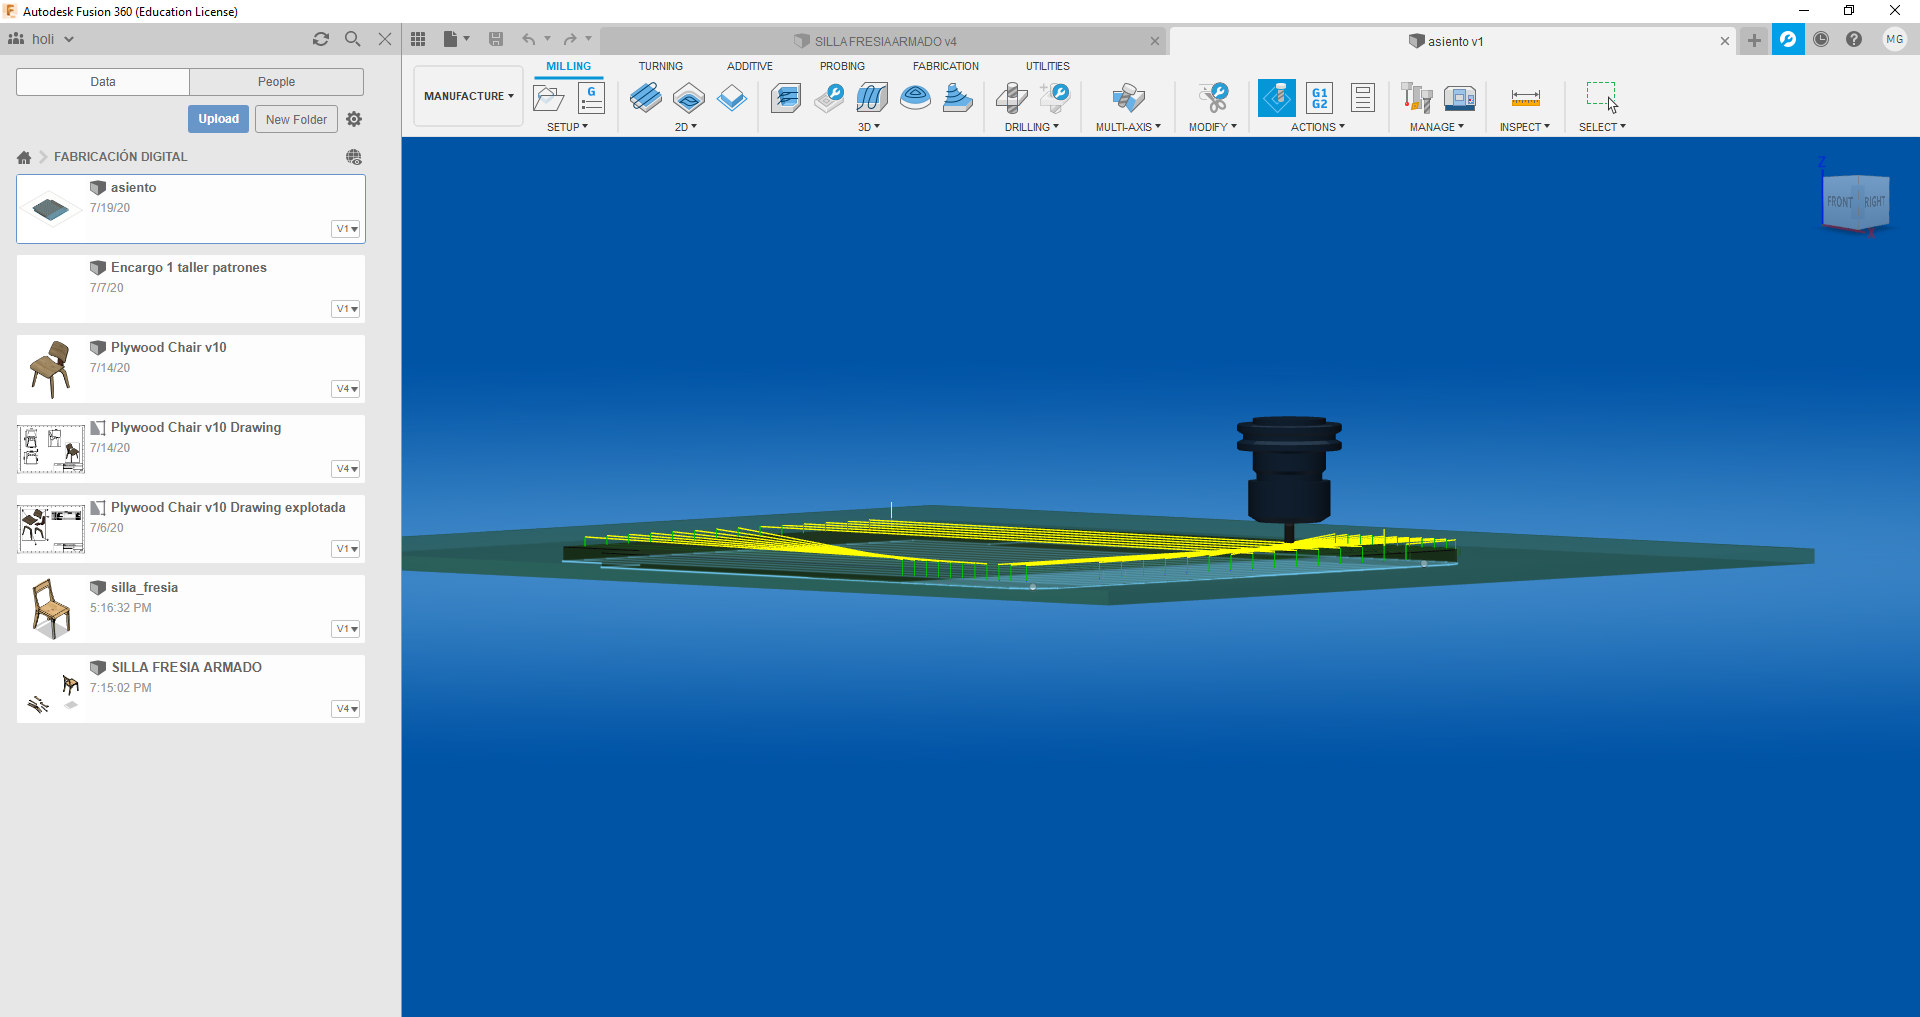 Autodesk Fusion 360 (Education License)
holi
SILLA FRESIA ARMADO v4
asiento v1
MG
Data
People
MILLING
TURNING
ADDITIVE
PROBING
FABRICATION
UTILITIES
MANUFACTURE
G
G1
G2
Upload
New Folder
SETUP
2D
3D
DRILLING
MULTI-AXIS
MODIFY
ACTIONS
MANAGE
INSPECT
SELECT
FABRICACIÓN DIGITAL
asiento
7/19/20
V1
Encargo 1 taller patrones
7/7/20
V1
Plywood Chair v10
7/14/20
V4
Plywood Chair v10 Drawing
7/14/20
V4
Plywood Chair v10 Drawing explotada
7/6/20
V1
silla_fresia
5:16:32 PM
V1
SILLA FRESIA ARMADO
7:15:02 PM
V4
Z
FRONT
RIGHT
X